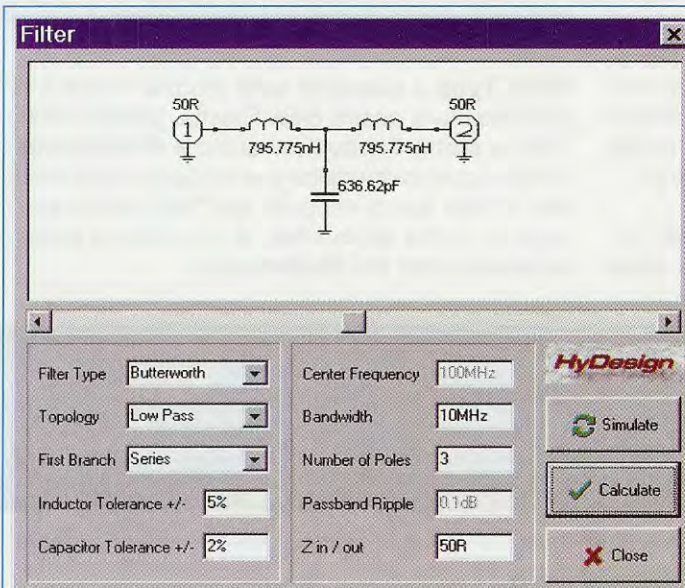 Filter
50R 50R
1 2
795.775nH 795.775nH
636.62pF
Filter Type Butterworth
Topology Low Pass
First Branch Series
Inductor Tolerance +/- 5%
Capacitor Tolerance +/- 2%
Center Frequency 100MHz
Bandwidth 10MHz
Number of Poles 3
Passband Ripple 0.1dB
Z in / out 50R
HyDesign
Simulate
Calculate
Close